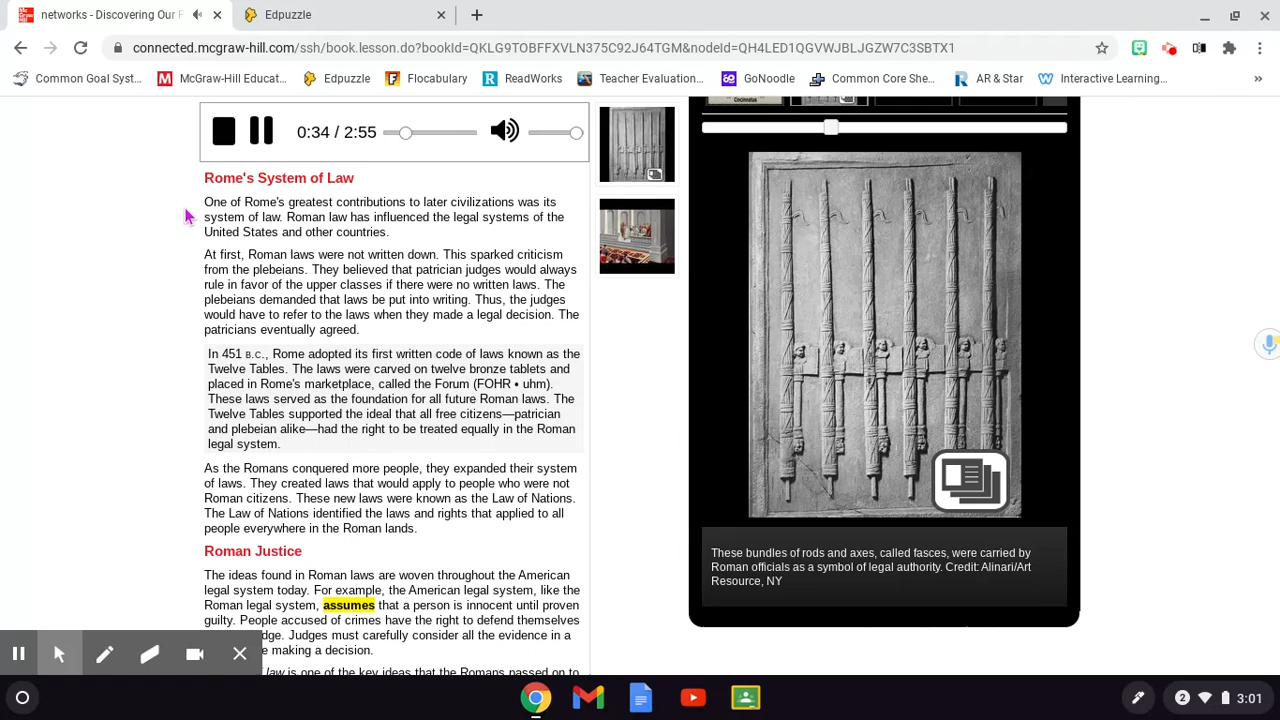 networks - Discovering Our F
Edpuzzle
connected.mcgraw-hill.com/ssh/book.lesson.do?bookId=QKLG9TOBFFXVLN375C92J64TGM&nodeId=QH4LED1QGVWJBLJGZW7C3SBTX1
Common Goal Syst...
McGraw-Hill Educat...
Edpuzzle
Flocabulary
ReadWorks
Teacher Evaluation...
GoNoodle
Common Core She...
AR & Star
Interactive Learning...
»
0:34 / 2:55
Cincinnatus
Rome's System of Law
One of Rome's greatest contributions to later civilizations was its
system of law. Roman law has influenced the legal systems of the
United States and other countries.
At first, Roman laws were not written down. This sparked criticism
from the plebeians. They believed that patrician judges would always
rule in favor of the upper classes if there were no written laws. The
plebeians demanded that laws be put into writing. Thus, the judges
would have to refer to the laws when they made a legal decision. The
patricians eventually agreed.
In 451 B.C., Rome adopted its first written code of laws known as the
Twelve Tables. The laws were carved on twelve bronze tablets and
placed in Rome's marketplace, called the Forum (FOHR • uhm).
These laws served as the foundation for all future Roman laws. The
Twelve Tables supported the ideal that all free citizens—patrician
and plebeian alike—had the right to be treated equally in the Roman
legal system.
As the Romans conquered more people, they expanded their system
of laws. They created laws that would apply to people who were not
Roman citizens. These new laws were known as the Law of Nations.
The Law of Nations identified the laws and rights that applied to all
people everywhere in the Roman lands.
Roman Justice
The ideas found in Roman laws are woven throughout the American
legal system today. For example, the American legal system, like the
Roman legal system, assumes that a person is innocent until proven
guilty. People accused of crimes have the right to defend themselves
dge. Judges must carefully consider all the evidence in a
e making a decision.
law is one of the key ideas that the Romans passed on to
These bundles of rods and axes, called fasces, were carried by
Roman officials as a symbol of legal authority. Credit: Alinari/Art
Resource, NY
2
3:01